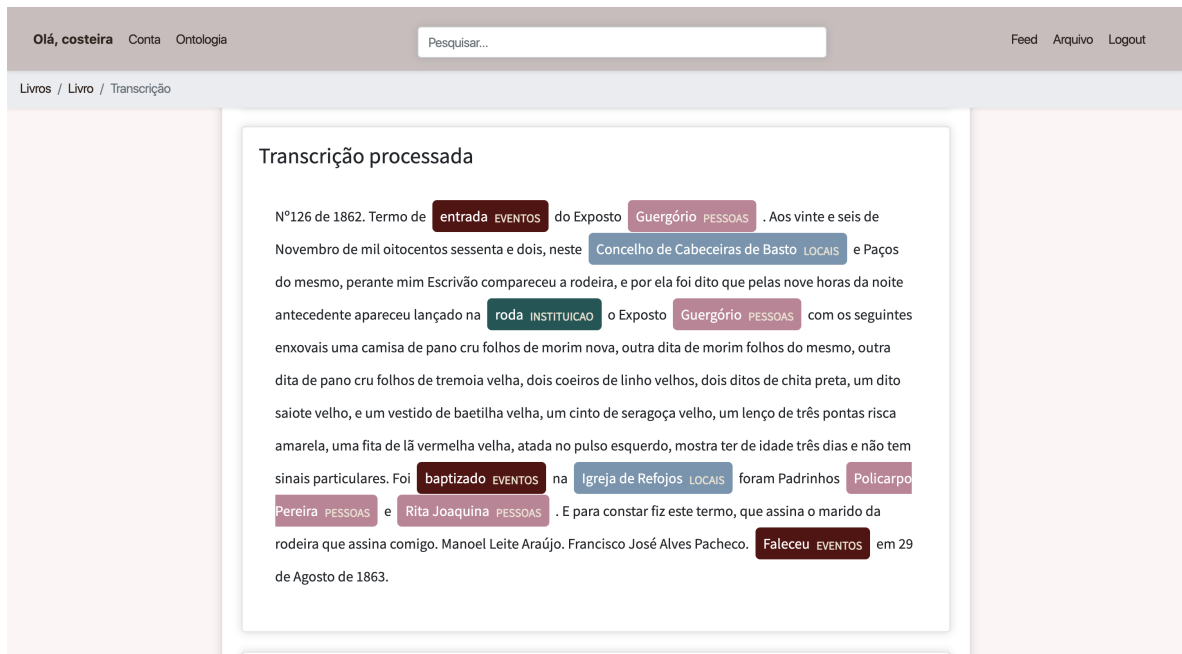 Olá, costeira Conta Ontologia Pesquisar... Feed Arquivo Logout
Livros / Livro / Transcrição
Transcrição processada
Nº126 de 1862. Termo de entrada EVENTOS do Exposto Guergório PESSOAS . Aos vinte e seis de
Novembro de mil oitocentos sessenta e dois, neste Concelho de Cabeceiras de Basto LOCAIS e Paços
do mesmo, perante mim Escrivão compareceu a rodeira, e por ela foi dito que pelas nove horas da noite
antecedente apareceu lançado na roda INSTITUICAO o Exposto Guergório PESSOAS com os seguintes
enxovais uma camisa de pano cru folhos de morim nova, outra dita de morim folhos do mesmo, outra
dita de pano cru folhos de tremoia velha, dois coeiros de linho velhos, dois ditos de chita preta, um dito
saiote velho, e um vestido de baetilha velha, um cinto de seragoça velho, um lenço de três pontas risca
amarela, uma fita de lã vermelha velha, atada no pulso esquerdo, mostra ter de idade três dias e não tem
sinais particulares. Foi baptizado EVENTOS na Igreja de Refojos LOCAIS foram Padrinhos Policarpo
Pereira PESSOAS e Rita Joaquina PESSOAS . E para constar fiz este termo, que assina o marido da
rodeira que assina comigo. Manoel Leite Araújo. Francisco José Alves Pacheco. Faleceu EVENTOS em 29
de Agosto de 1863.